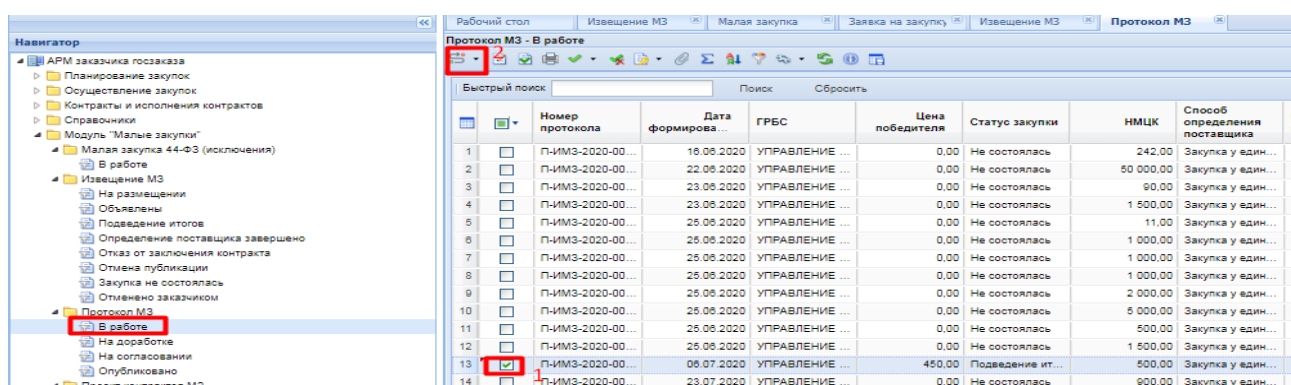 Рабочий стол Извещение МЗ Малая закупка Заявка на закупку Извещение МЗ Протокол МЗ
Навигатор
АРМ заказчика госзаказа
Планирование закупок
Осуществление закупок
Контракты и исполнения контрактов
Справочники
Модуль "Малые закупки"
Малая закупка 44-ФЗ (исключения)
В работе
Извещение МЗ
На размещении
Объявлены
Подведение итогов
Определение поставщика завершено
Отказ от заключения контракта
Отмена публикации
Закупка не состоялась
Отменено заказчиком
Протокол МЗ
В работе
На доработке
На согласовании
Опубликовано
Проект контрактов МЗ
Протокол МЗ - В работе
2
Быстрый поиск Поиск Сбросить
Номер протокола Дата формирова... ГРБС Цена победителя Статус закупки НМЦК Способ определения поставщика
1 П-ИМЗ-2020-00... 16.06.2020 УПРАВЛЕНИЕ ... 0,00 Не состоялась 242,00 Закупка у един...
2 П-ИМЗ-2020-00... 22.06.2020 УПРАВЛЕНИЕ ... 0,00 Не состоялась 50 000,00 Закупка у един...
3 П-ИМЗ-2020-00... 23.06.2020 УПРАВЛЕНИЕ ... 0,00 Не состоялась 90,00 Закупка у един...
4 П-ИМЗ-2020-00... 23.06.2020 УПРАВЛЕНИЕ ... 0,00 Не состоялась 1 500,00 Закупка у един...
5 П-ИМЗ-2020-00... 25.06.2020 УПРАВЛЕНИЕ ... 0,00 Не состоялась 11,00 Закупка у един...
6 П-ИМЗ-2020-00... 25.06.2020 УПРАВЛЕНИЕ ... 0,00 Не состоялась 1 000,00 Закупка у един...
7 П-ИМЗ-2020-00... 25.06.2020 УПРАВЛЕНИЕ ... 0,00 Не состоялась 1 000,00 Закупка у един...
8 П-ИМЗ-2020-00... 25.06.2020 УПРАВЛЕНИЕ ... 0,00 Не состоялась 1 000,00 Закупка у един...
9 П-ИМЗ-2020-00... 25.06.2020 УПРАВЛЕНИЕ ... 0,00 Не состоялась 2 000,00 Закупка у един...
10 П-ИМЗ-2020-00... 25.06.2020 УПРАВЛЕНИЕ ... 0,00 Не состоялась 5 000,00 Закупка у един...
11 П-ИМЗ-2020-00... 25.06.2020 УПРАВЛЕНИЕ ... 0,00 Не состоялась 500,00 Закупка у един...
12 П-ИМЗ-2020-00... 25.06.2020 УПРАВЛЕНИЕ ... 0,00 Не состоялась 1 500,00 Закупка у един...
13 П-ИМЗ-2020-00... 06.07.2020 УПРАВЛЕНИЕ ... 450,00 Подведение ит... 500,00 Закупка у един...
1
14 П-ИМЗ-2020-00... 23.07.2020 УПРАВЛЕНИЕ ... 0,00 Не состоялась 900,00 Закупка у един...